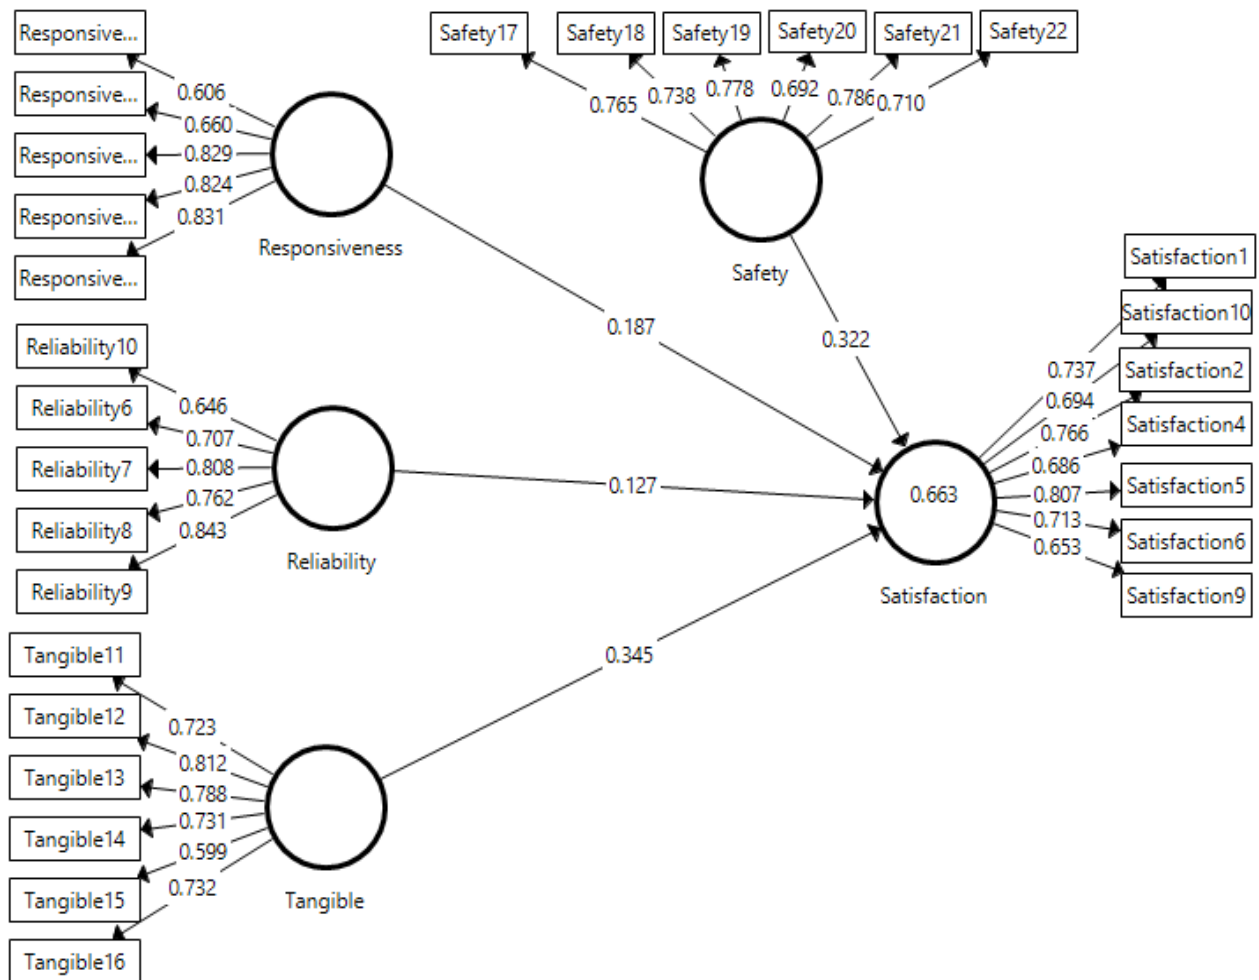 Responsive...
Responsive...
Responsive...
Responsive...
Responsive...
0.606
0.660
0.829
0.824
0.831
Responsiveness
Safety17
Safety18
Safety19
Safety20
Safety21
Safety22
0.765
0.738
0.778
0.692
0.786
0.710
Safety
0.187
0.322
Reliability10
Reliability6
Reliability7
Reliability8
Reliability9
0.646
0.707
0.808
0.762
0.843
Reliability
0.127
Tangible11
Tangible12
Tangible13
Tangible14
Tangible15
Tangible16
0.723
0.812
0.788
0.731
0.599
0.732
Tangible
0.345
0.663
Satisfaction
0.737
0.694
0.766
0.686
0.807
0.713
0.653
Satisfaction1
Satisfaction10
Satisfaction2
Satisfaction4
Satisfaction5
Satisfaction6
Satisfaction9